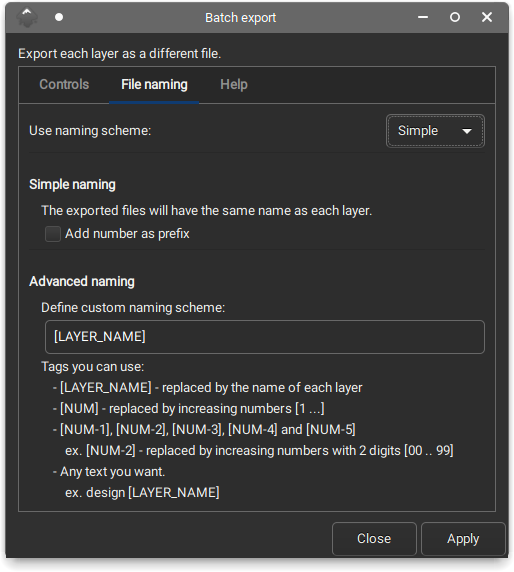 Batch export
Export each layer as a different file.
Controls File naming Help
Use naming scheme: Simple
Simple naming
The exported files will have the same name as each layer.
Add number as prefix
Advanced naming
Define custom naming scheme:
[LAYER_NAME]
Tags you can use:
- [LAYER_NAME] - replaced by the name of each layer
- [NUM] - replaced by increasing numbers [1 ...]
- [NUM-1], [NUM-2], [NUM-3], [NUM-4] and [NUM-5]
ex. [NUM-2] - replaced by increasing numbers with 2 digits [00 .. 99]
- Any text you want.
ex. design [LAYER_NAME]
Close Apply